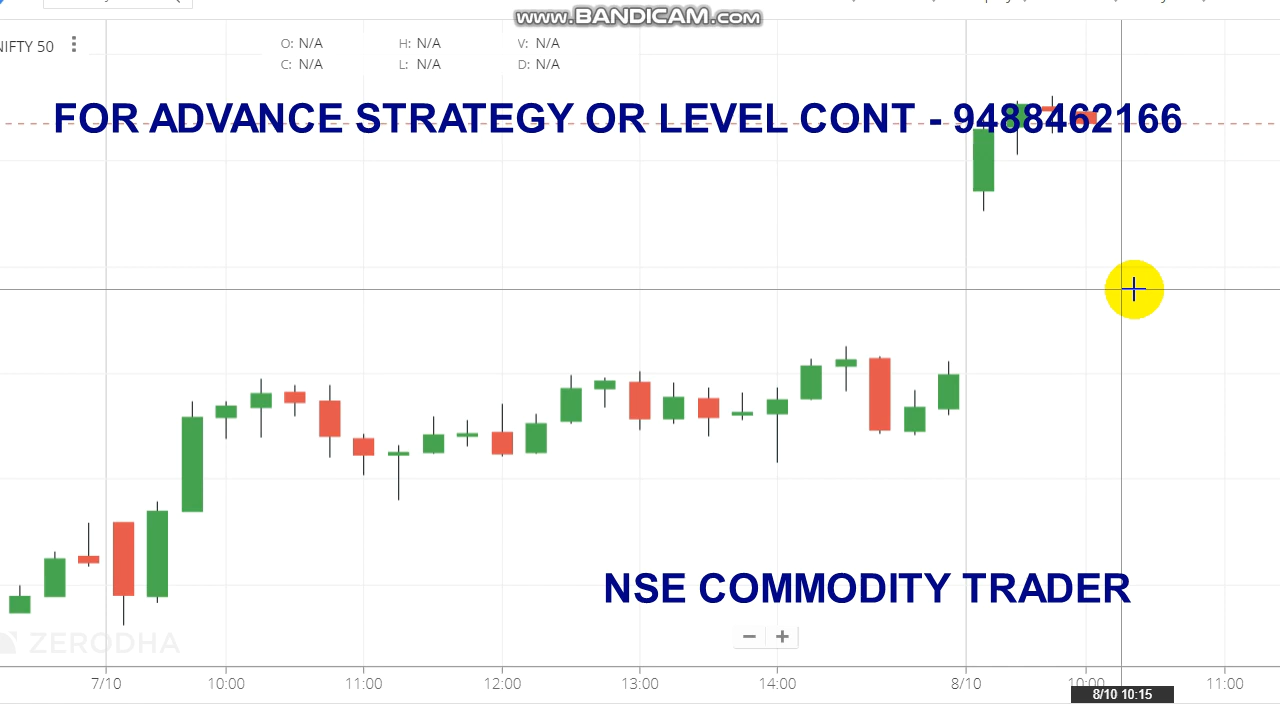 www.BANDICAM.com
NIFTY 50
O: N/A H: N/A V: N/A
C: N/A L: N/A D: N/A
FOR ADVANCE STRATEGY OR LEVEL CONT - 9488462166
NSE COMMODITY TRADER
ZERODHA
7/10 10:00 11:00 12:00 13:00 14:00 8/10 10:00 11:00
8/10 10:15